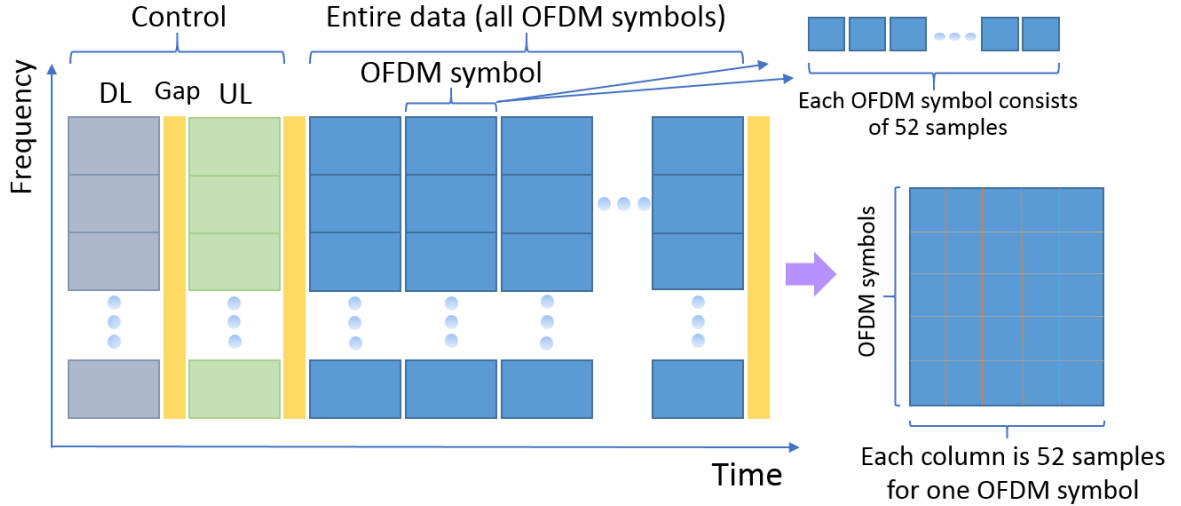 Control
Entire data (all OFDM symbols)
OFDM symbol
DL
Gap
UL
Frequency
Time
Each OFDM symbol consists
of 52 samples
OFDM symbols
Each column is 52 samples
for one OFDM symbol